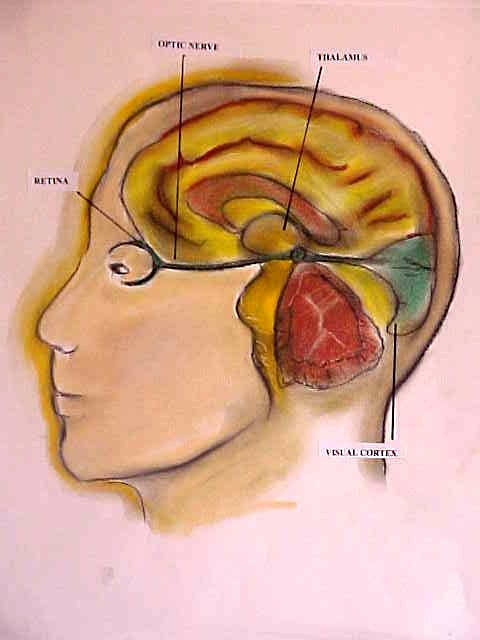 OPTIC NERVE
THALAMUS
RETINA
VISUAL CORTEX